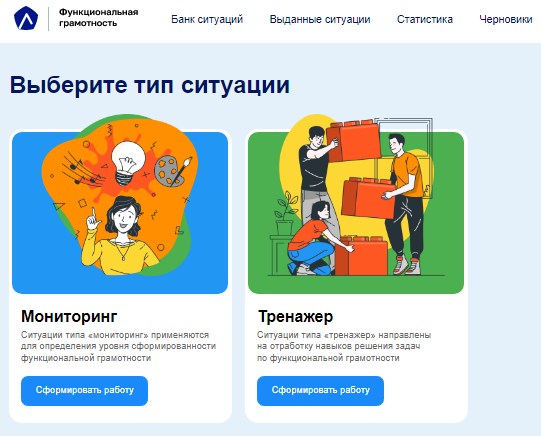 Функциональная
грамотность
Банк ситуаций
Выданные ситуации
Статистика
Черновики
Выберите тип ситуации
Мониторинг
Ситуации типа «мониторинг» применяются
для определения уровня сформированности
функциональной грамотности
Сформировать работу
Тренажер
Ситуации типа «тренажер» направлены
на отработку навыков решения задач
по функциональной грамотности
Сформировать работу